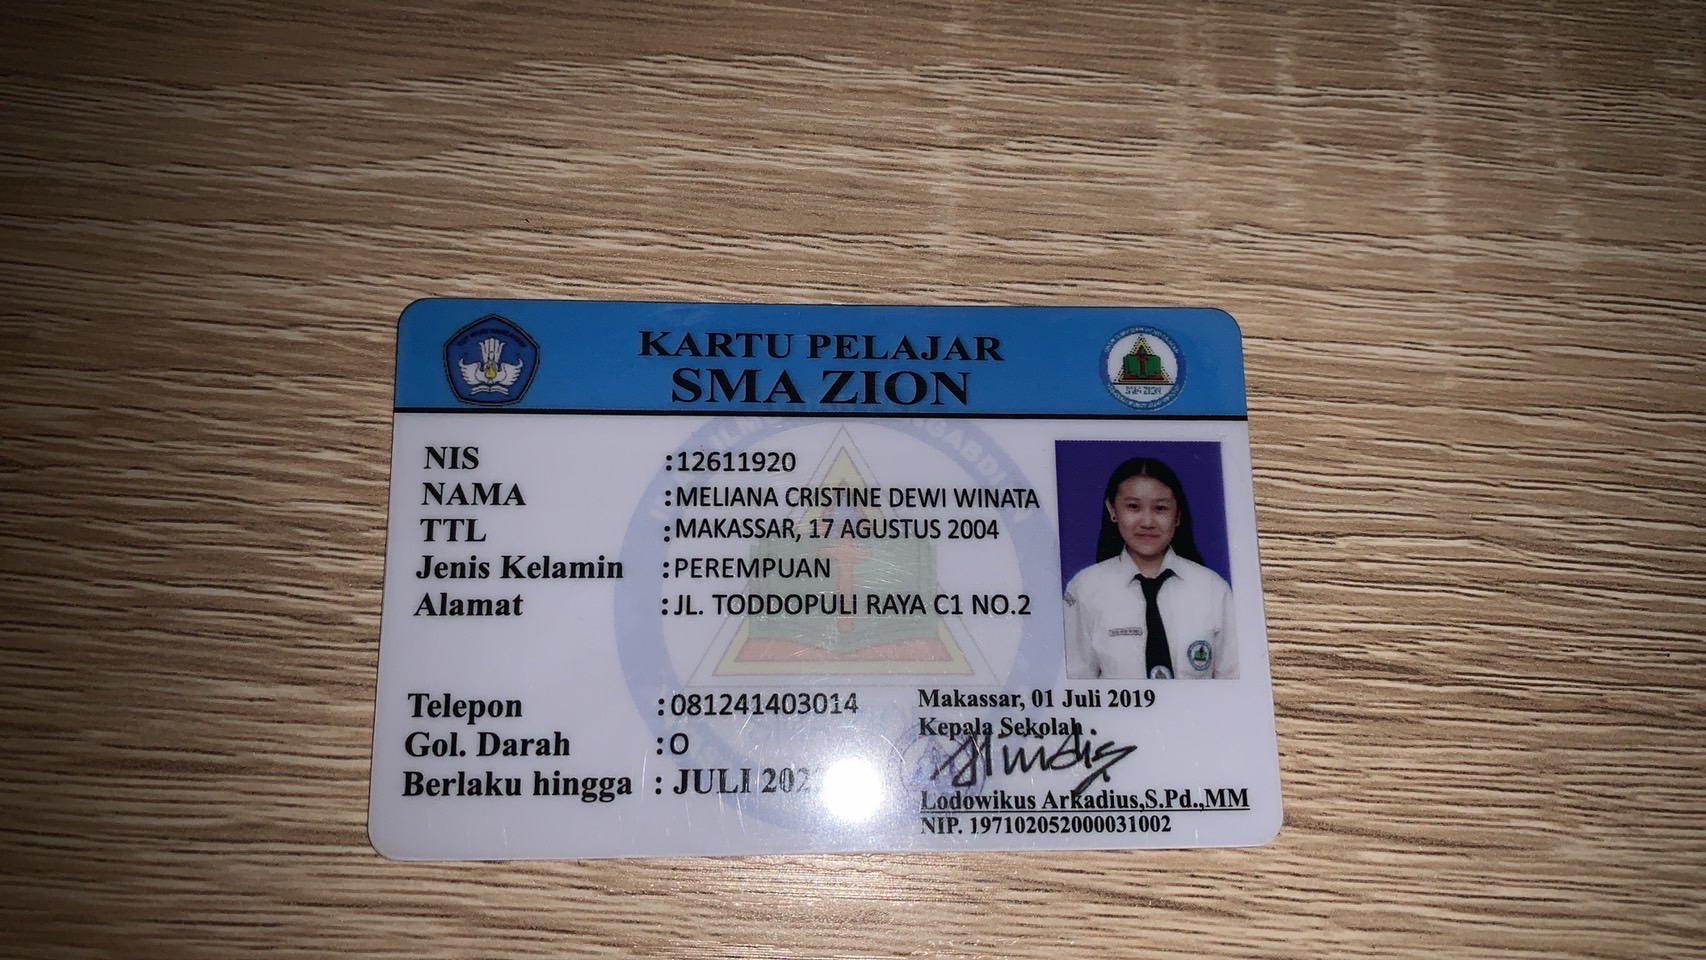 KARTU PELAJAR
SMA ZION
NIS :12611920
NAMA :MELIANA CRISTINE DEWI WINATA
TTL :MAKASSAR, 17 AGUSTUS 2004
Jenis Kelamin :PEREMPUAN
Alamat :JL. TODDOPULI RAYA C1 NO.2
Telepon :081241403014
Gol. Darah :O
Berlaku hingga : JULI
Makassar, 01 Juli 2019
Kepala Sekolah
Lodowikus Arkadius,S.Pd.,MM
NIP. 197102052000031002
SMA ZION